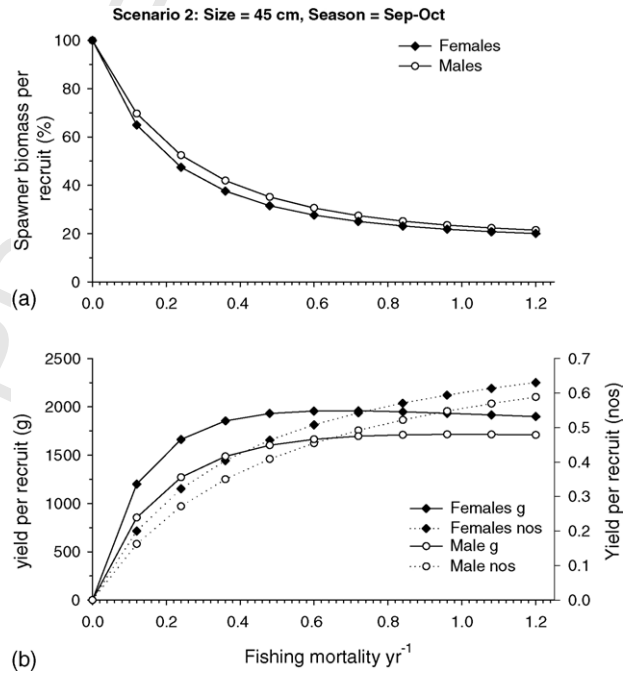 Scenario 2: Size = 45 cm, Season = Sep-Oct
Females
Males
Spawner biomass per
recruit (%)
100
80
60
40
20
0
0.0 0.2 0.4 0.6 0.8 1.0 1.2
(a)
yield per recruit (g)
2500
2000
1500
1000
500
0
Yield per recruit (nos)
0.7
0.6
0.5
0.4
0.3
0.2
0.1
0.0
Females g
Females nos
Male g
Male nos
0.0 0.2 0.4 0.6 0.8 1.0 1.2
Fishing mortality yr-1
(b)